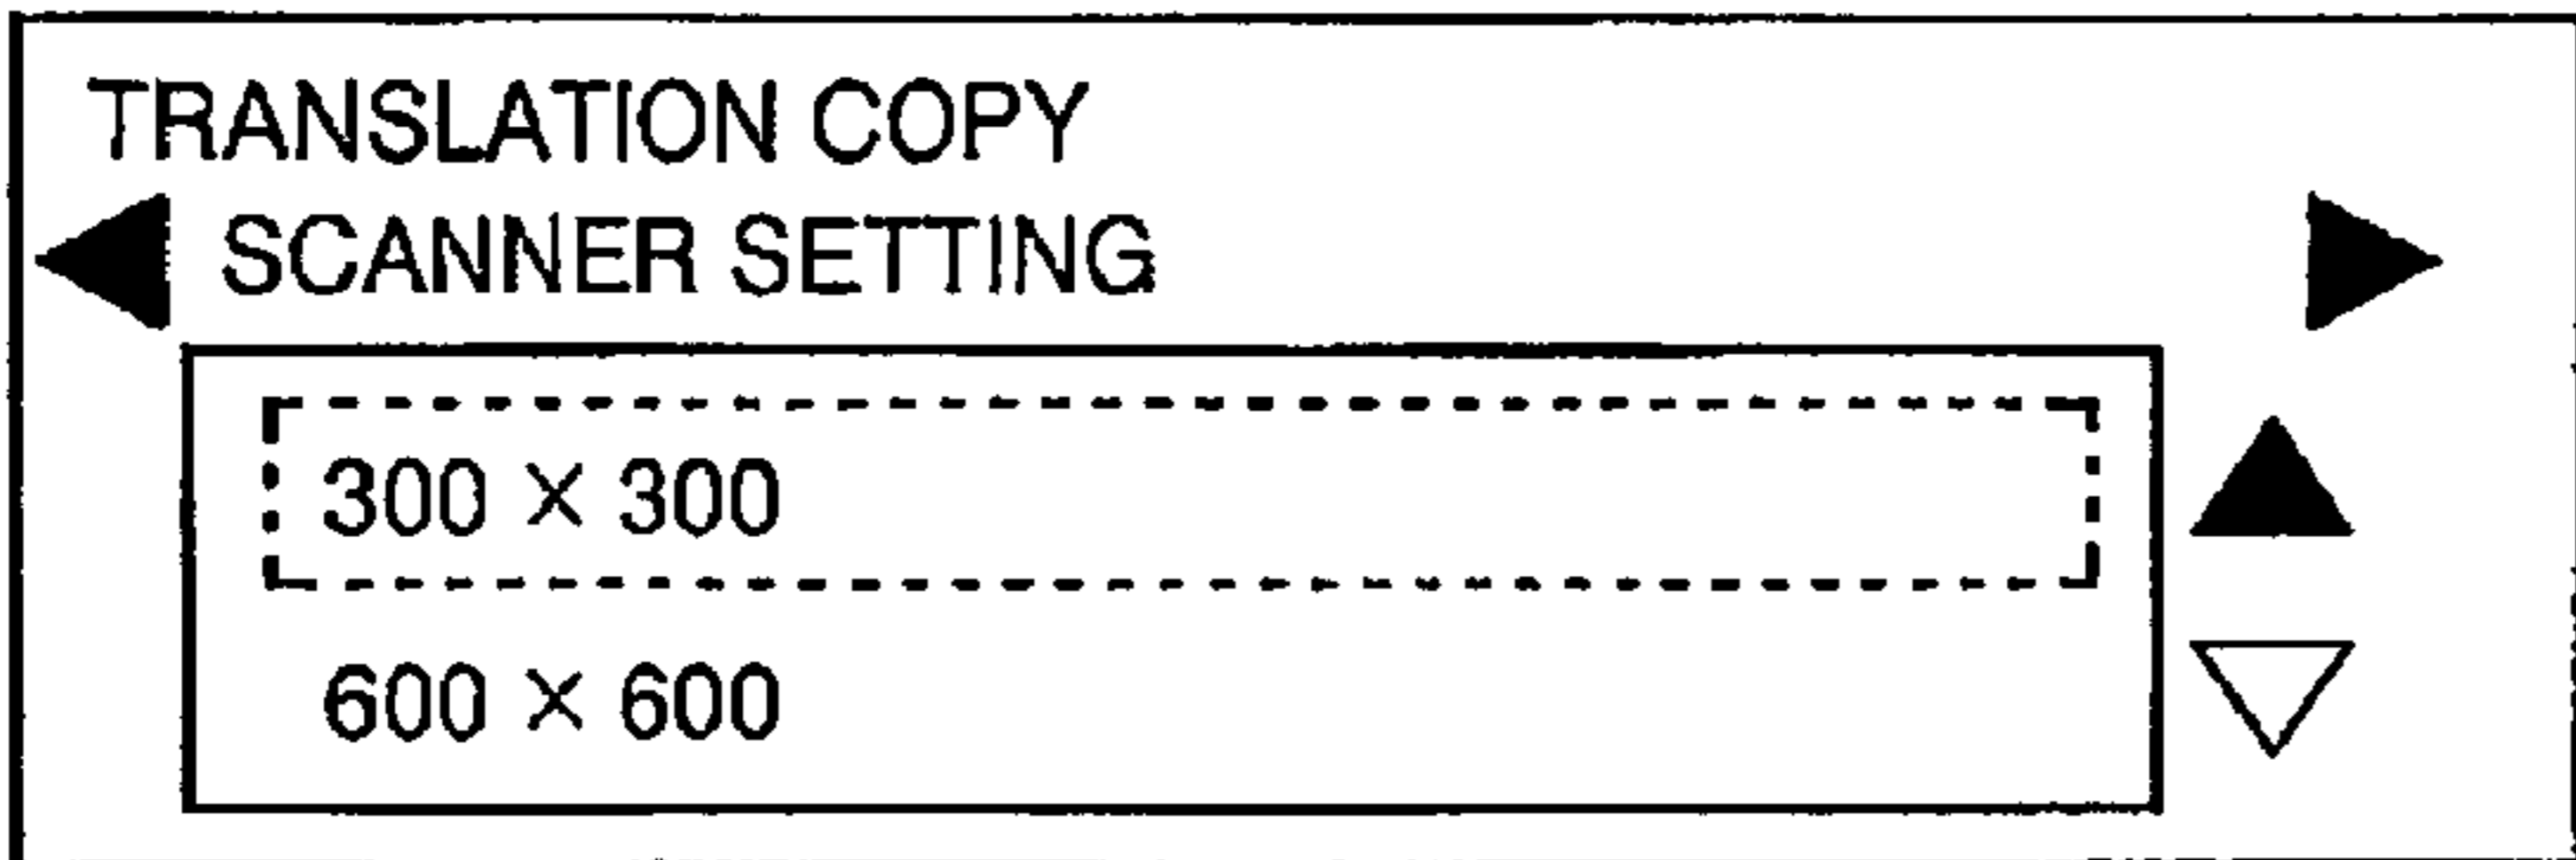 TRANSLATION COPY
SCANNER SETTING
300 × 300
600 × 600